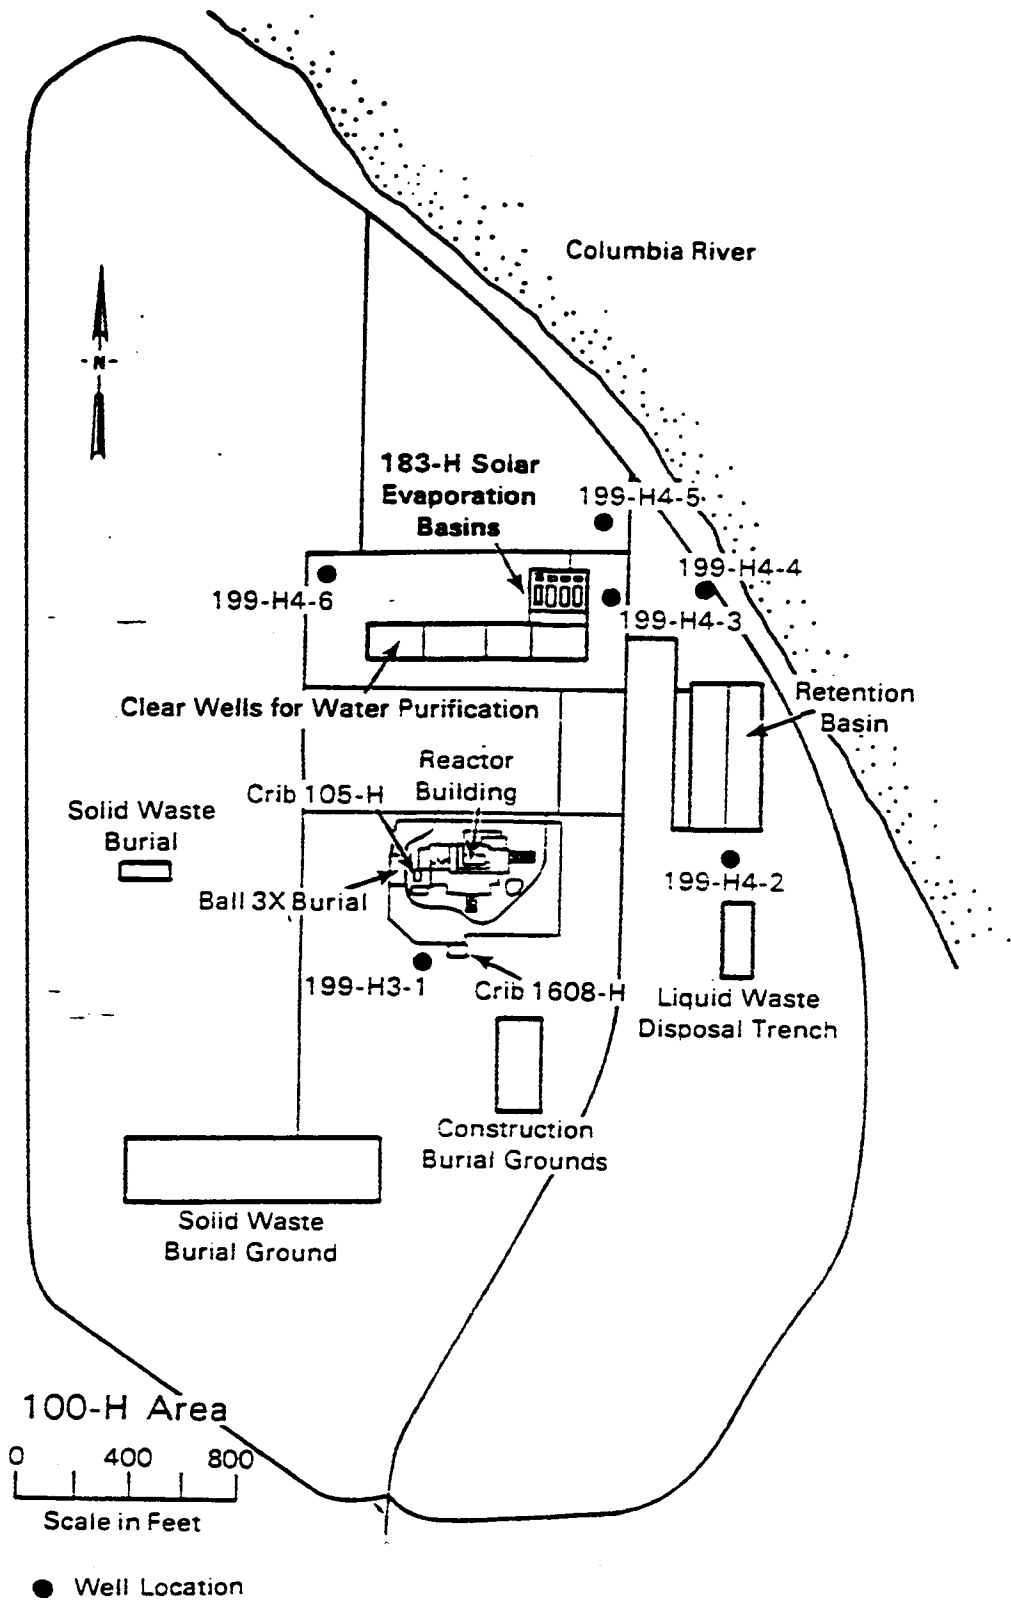 Columbia River
-N-
183-H Solar
Evaporation
Basins
199-H4-5
199-H4-4
199-H4-6
199-H4-3
Clear Wells for Water Purification
Retention
Basin
Reactor
Building
Crib 105-H
Solid Waste
Burial
Ball 3X Burial
199-H4-2
199-H3-1
Crib 1608-H
Liquid Waste
Disposal Trench
Construction
Burial Grounds
Solid Waste
Burial Ground
100-H Area
0 400 800
Scale in Feet
Well Location